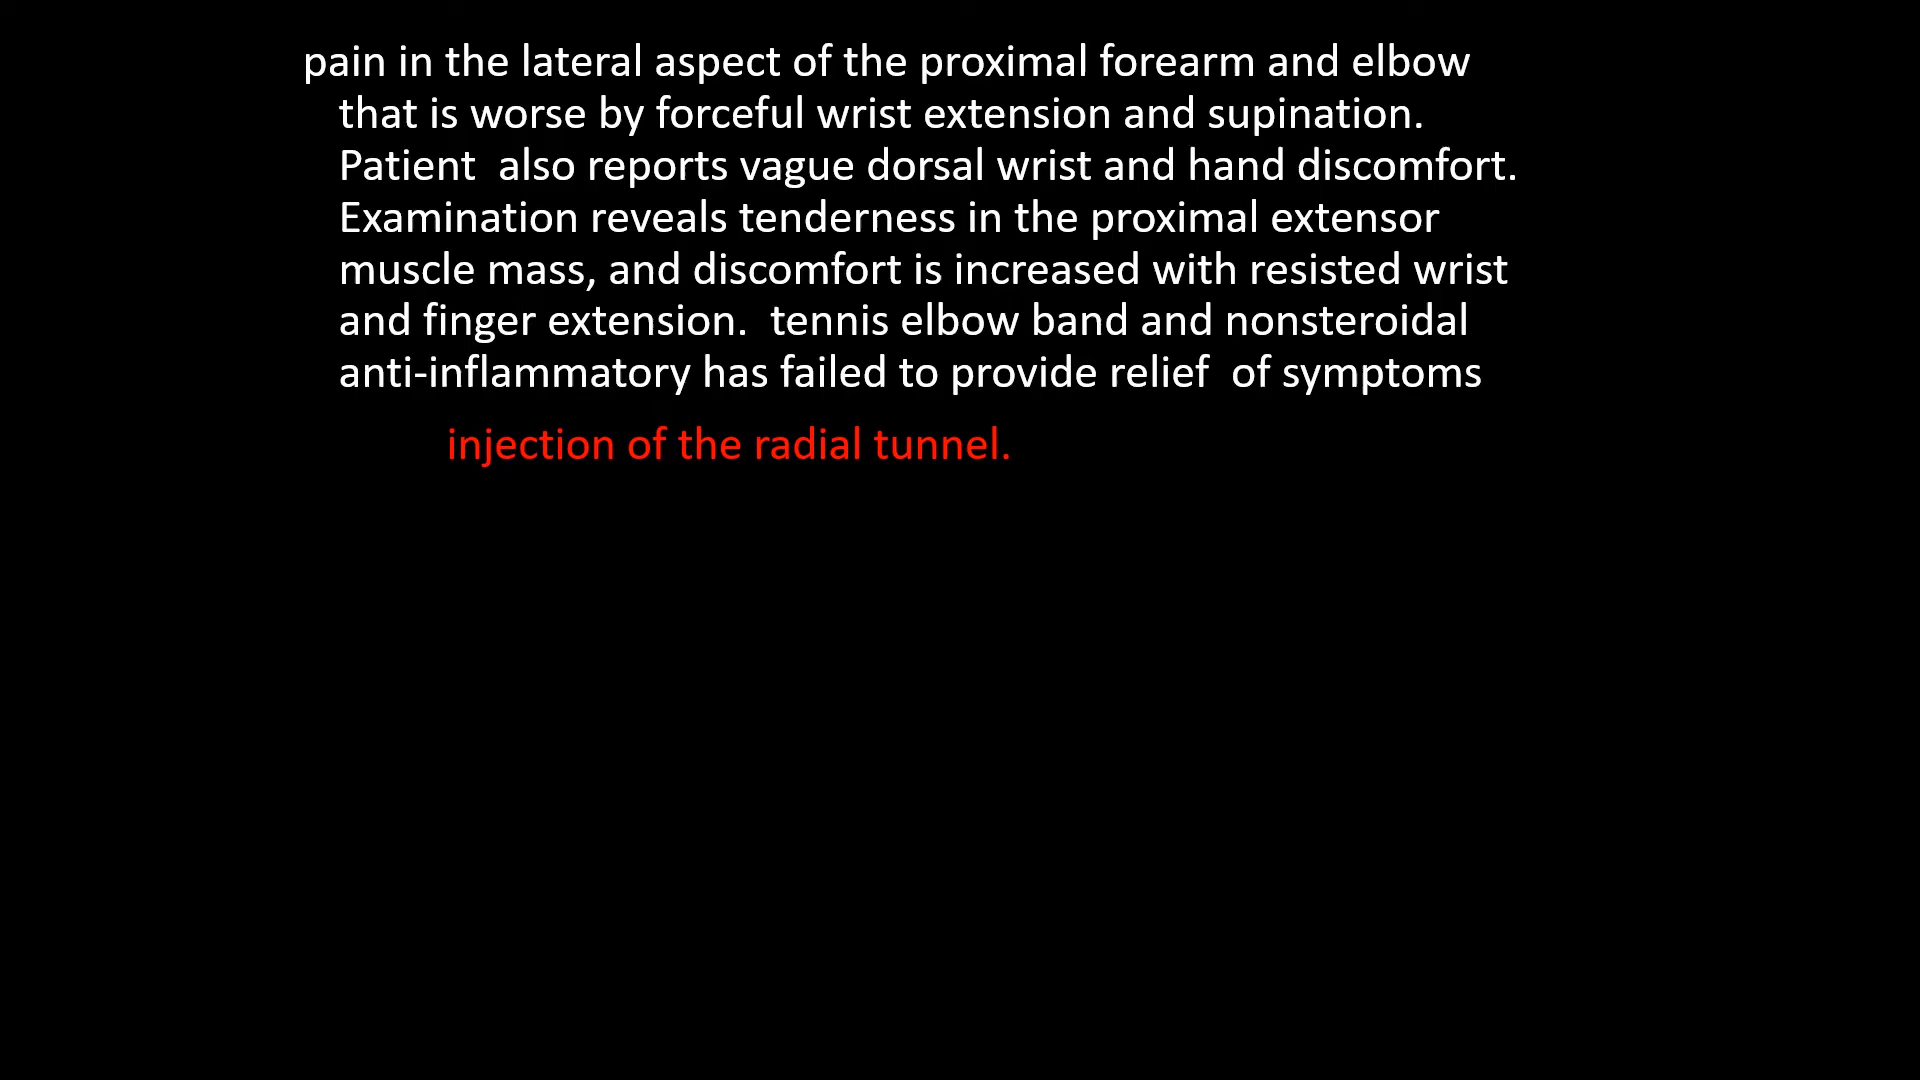 pain in the lateral aspect of the proximal forearm and elbow
that is worse by forceful wrist extension and supination.
Patient  also reports vague dorsal wrist and hand discomfort.
Examination reveals tenderness in the proximal extensor
muscle mass, and discomfort is increased with resisted wrist
and finger extension.  tennis elbow band and nonsteroidal
anti-inflammatory has failed to provide relief  of symptoms
injection of the radial tunnel.